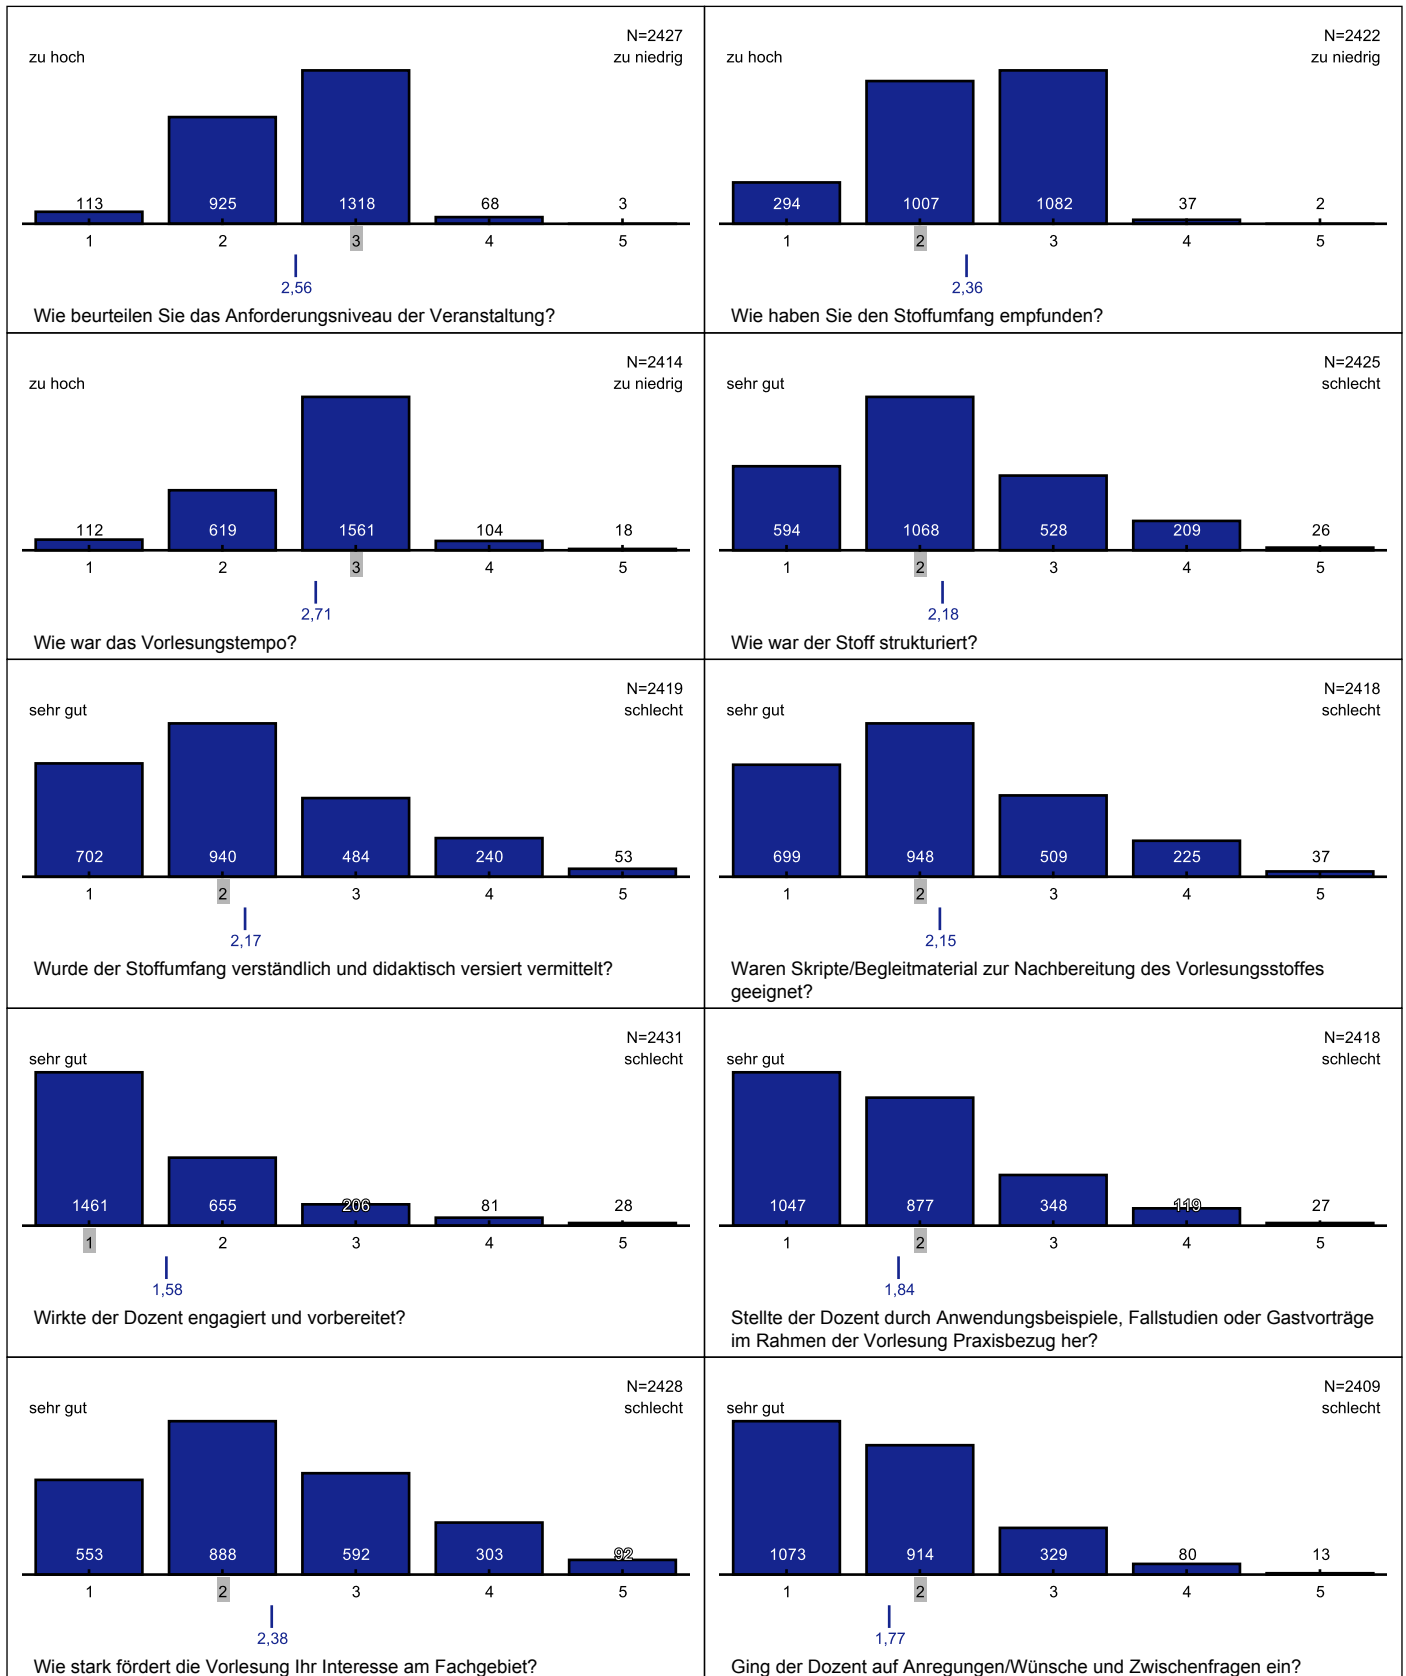 N=2427
zu hoch zu niedrig
113 925 1318 68 3
1 2 3 4 5
2,56
Wie beurteilen Sie das Anforderungsniveau der Veranstaltung?
N=2422
zu hoch zu niedrig
294 1007 1082 37 2
1 2 3 4 5
2,36
Wie haben Sie den Stoffumfang empfunden?
N=2414
zu hoch zu niedrig
112 619 1561 104 18
1 2 3 4 5
2,71
Wie war das Vorlesungstempo?
N=2425
sehr gut schlecht
594 1068 528 209 26
1 2 3 4 5
2,18
Wie war der Stoff strukturiert?
N=2419
sehr gut schlecht
702 940 484 240 53
1 2 3 4 5
2,17
Wurde der Stoffumfang verständlich und didaktisch versiert vermittelt?
N=2418
sehr gut schlecht
699 948 509 225 37
1 2 3 4 5
2,15
Waren Skripte/Begleitmaterial zur Nachbereitung des Vorlesungsstoffes
geeignet?
N=2431
sehr gut schlecht
1461 655 206 81 28
1 2 3 4 5
1,58
Wirkte der Dozent engagiert und vorbereitet?
N=2418
sehr gut schlecht
1047 877 348 119 27
1 2 3 4 5
1,84
Stellte der Dozent durch Anwendungsbeispiele, Fallstudien oder Gastvorträge
im Rahmen der Vorlesung Praxisbezug her?
N=2428
sehr gut schlecht
553 888 592 303 92
1 2 3 4 5
2,38
Wie stark fördert die Vorlesung Ihr Interesse am Fachgebiet?
N=2409
sehr gut schlecht
1073 914 329 80 13
1 2 3 4 5
1,77
Ging der Dozent auf Anregungen/Wünsche und Zwischenfragen ein?